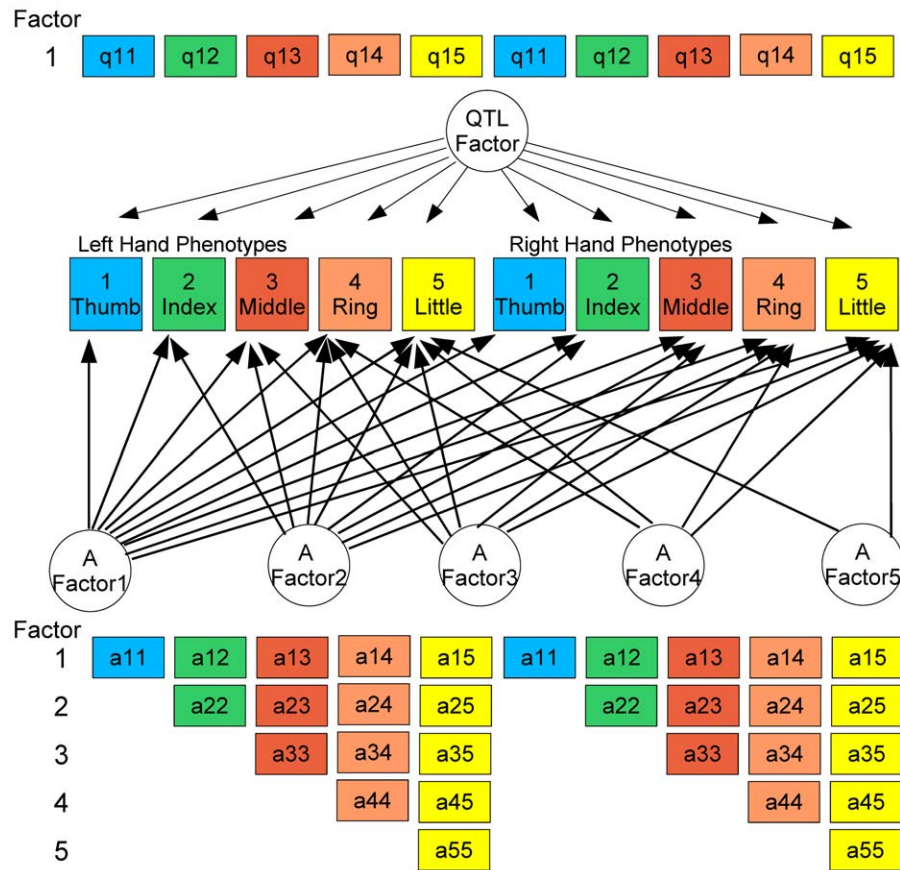 Factor
1 q11 q12 q13 q14 q15 q11 q12 q13 q14 q15
QTL
Factor
Left Hand Phenotypes Right Hand Phenotypes
1 2 3 4 5 1 2 3 4 5
Thumb Index Middle Ring Little Thumb Index Middle Ring Little
A A A A A
Factor1 Factor2 Factor3 Factor4 Factor5
Factor
1 a11 a12 a13 a14 a15 a11 a12 a13 a14 a15
2 a22 a23 a24 a25 a22 a23 a24 a25
3 a33 a34 a35 a33 a34 a35
4 a44 a45 a44 a45
5 a55 a55